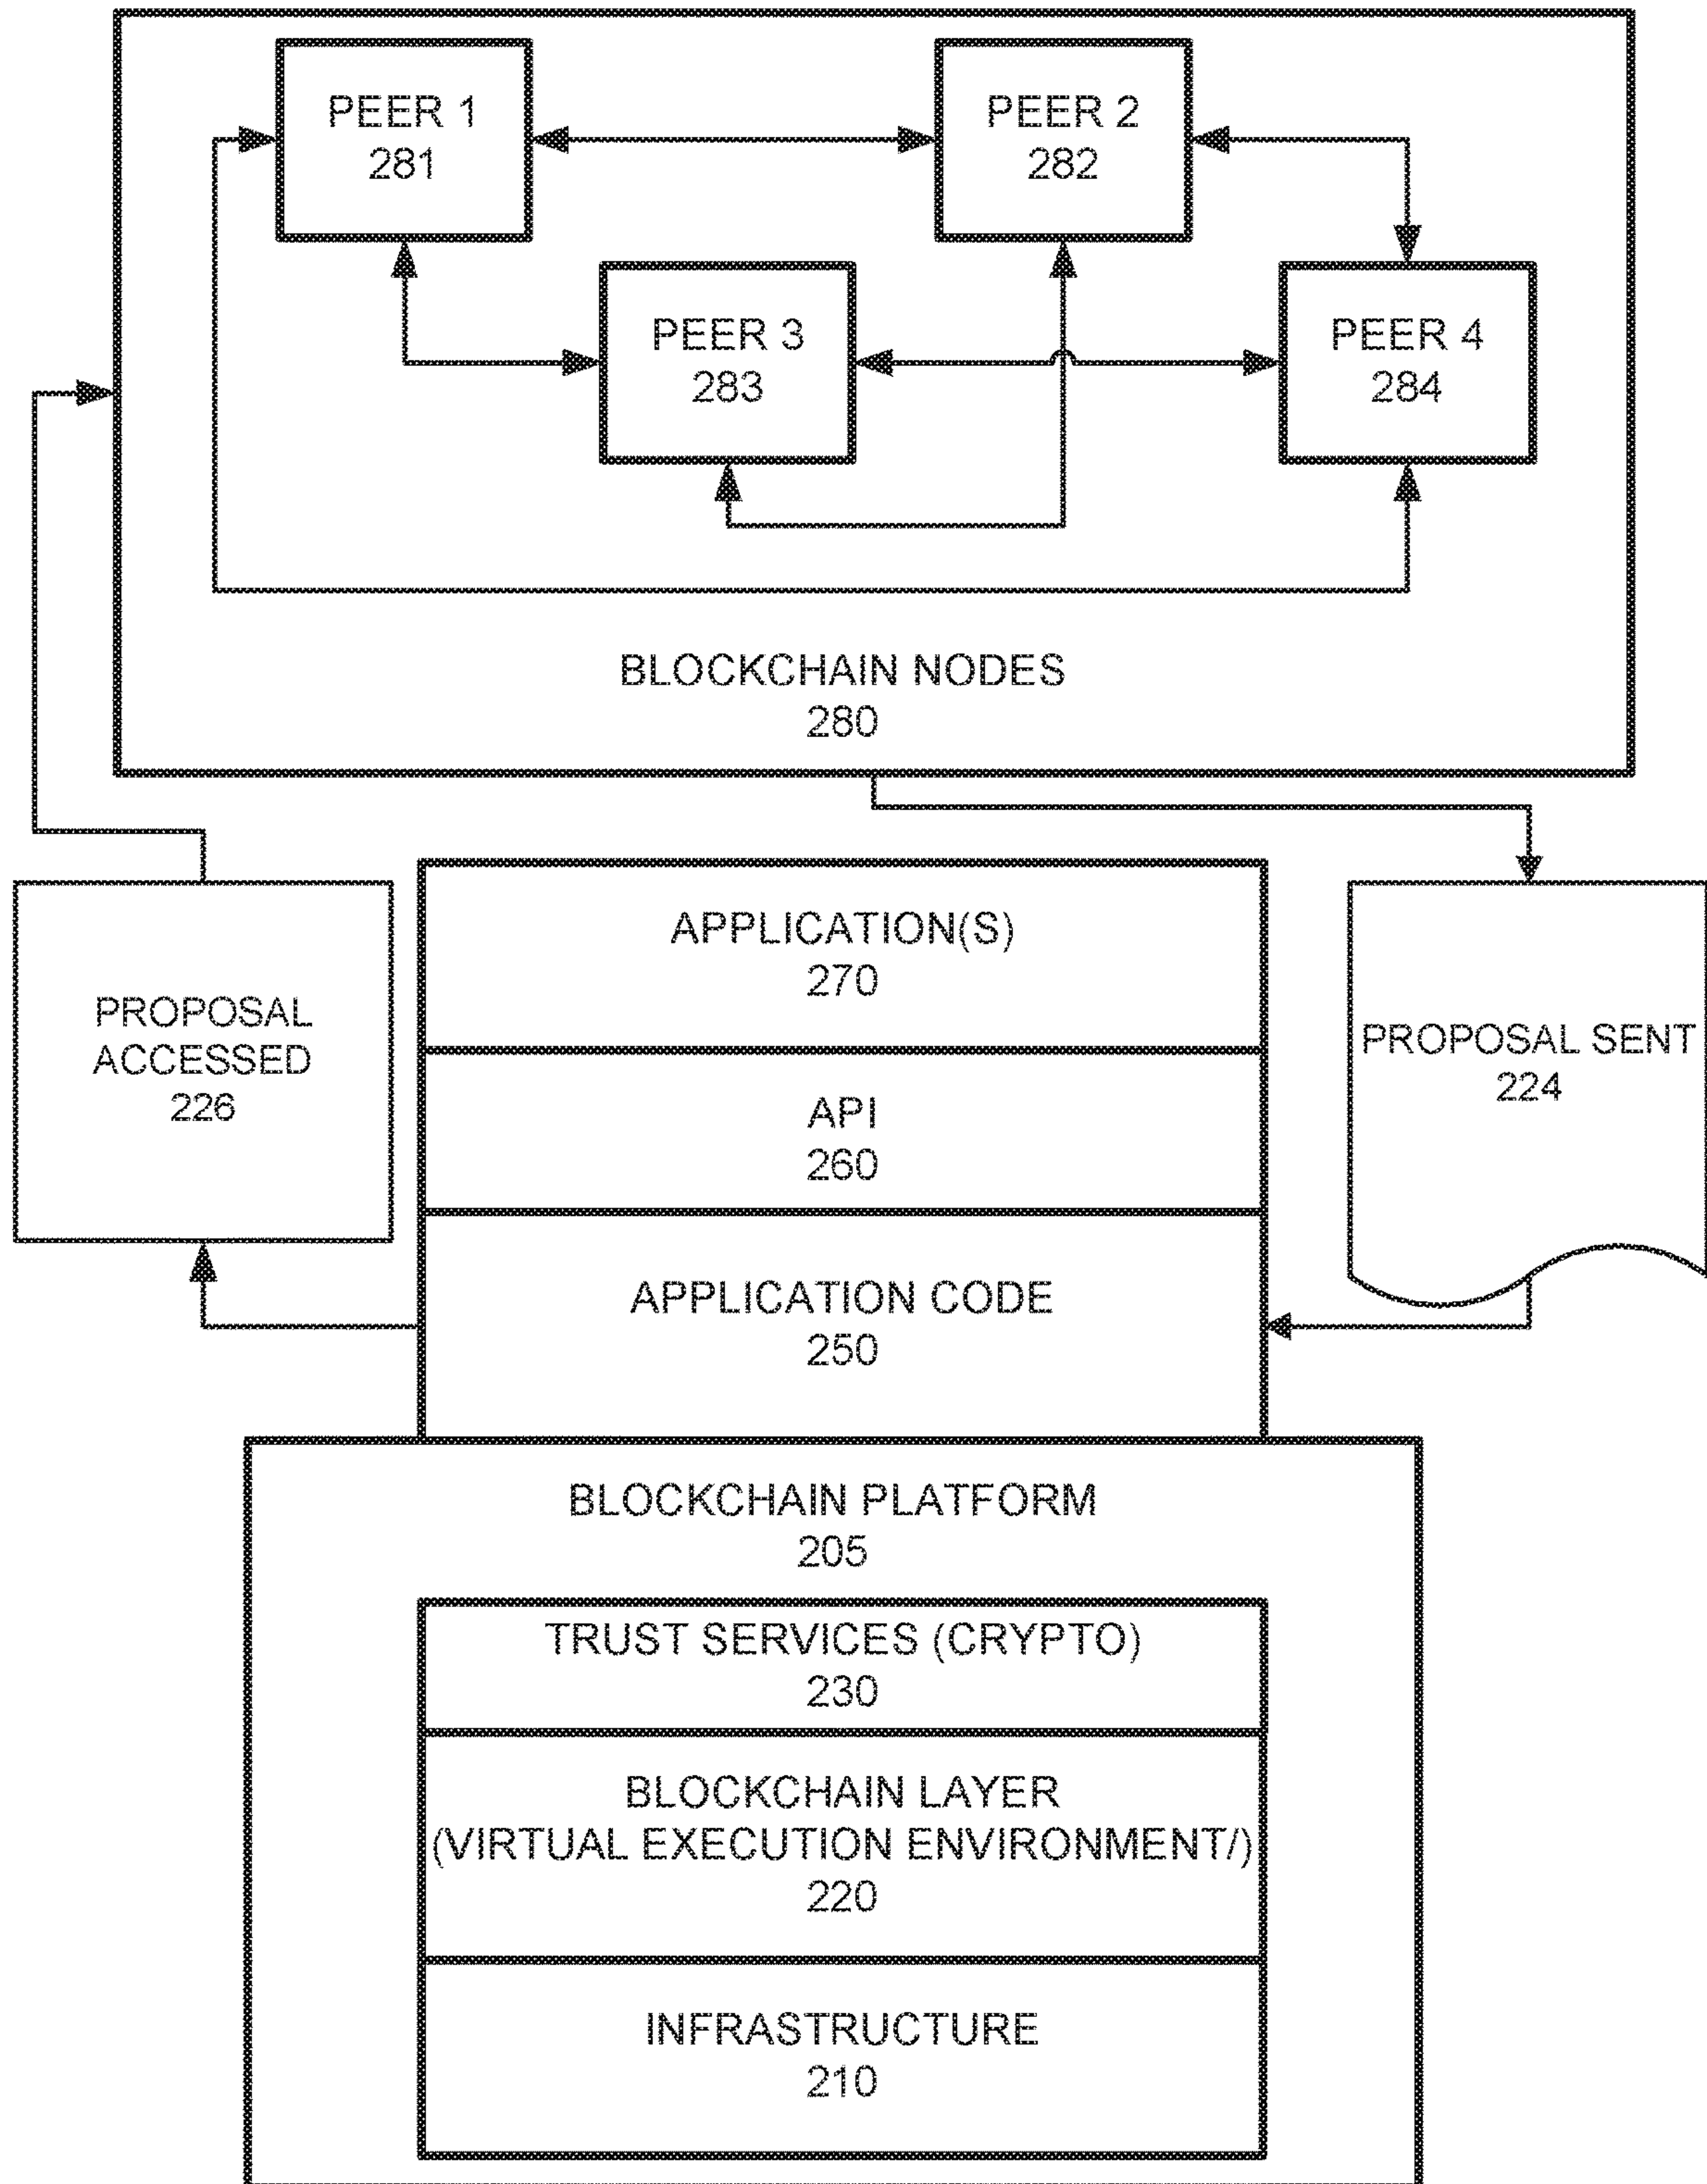 PEER 1
281
PEER 2
282
PEER 3
283
PEER 4
284
BLOCKCHAIN NODES
280
APPLICATION(S)
270
PROPOSAL
ACCESSED
226
PROPOSAL SENT
224
API
260
APPLICATION CODE
250
BLOCKCHAIN PLATFORM
205
TRUST SERVICES (CRYPTO)
230
BLOCKCHAIN LAYER
(VIRTUAL EXECUTION ENVIRONMENT/)
220
INFRASTRUCTURE
210